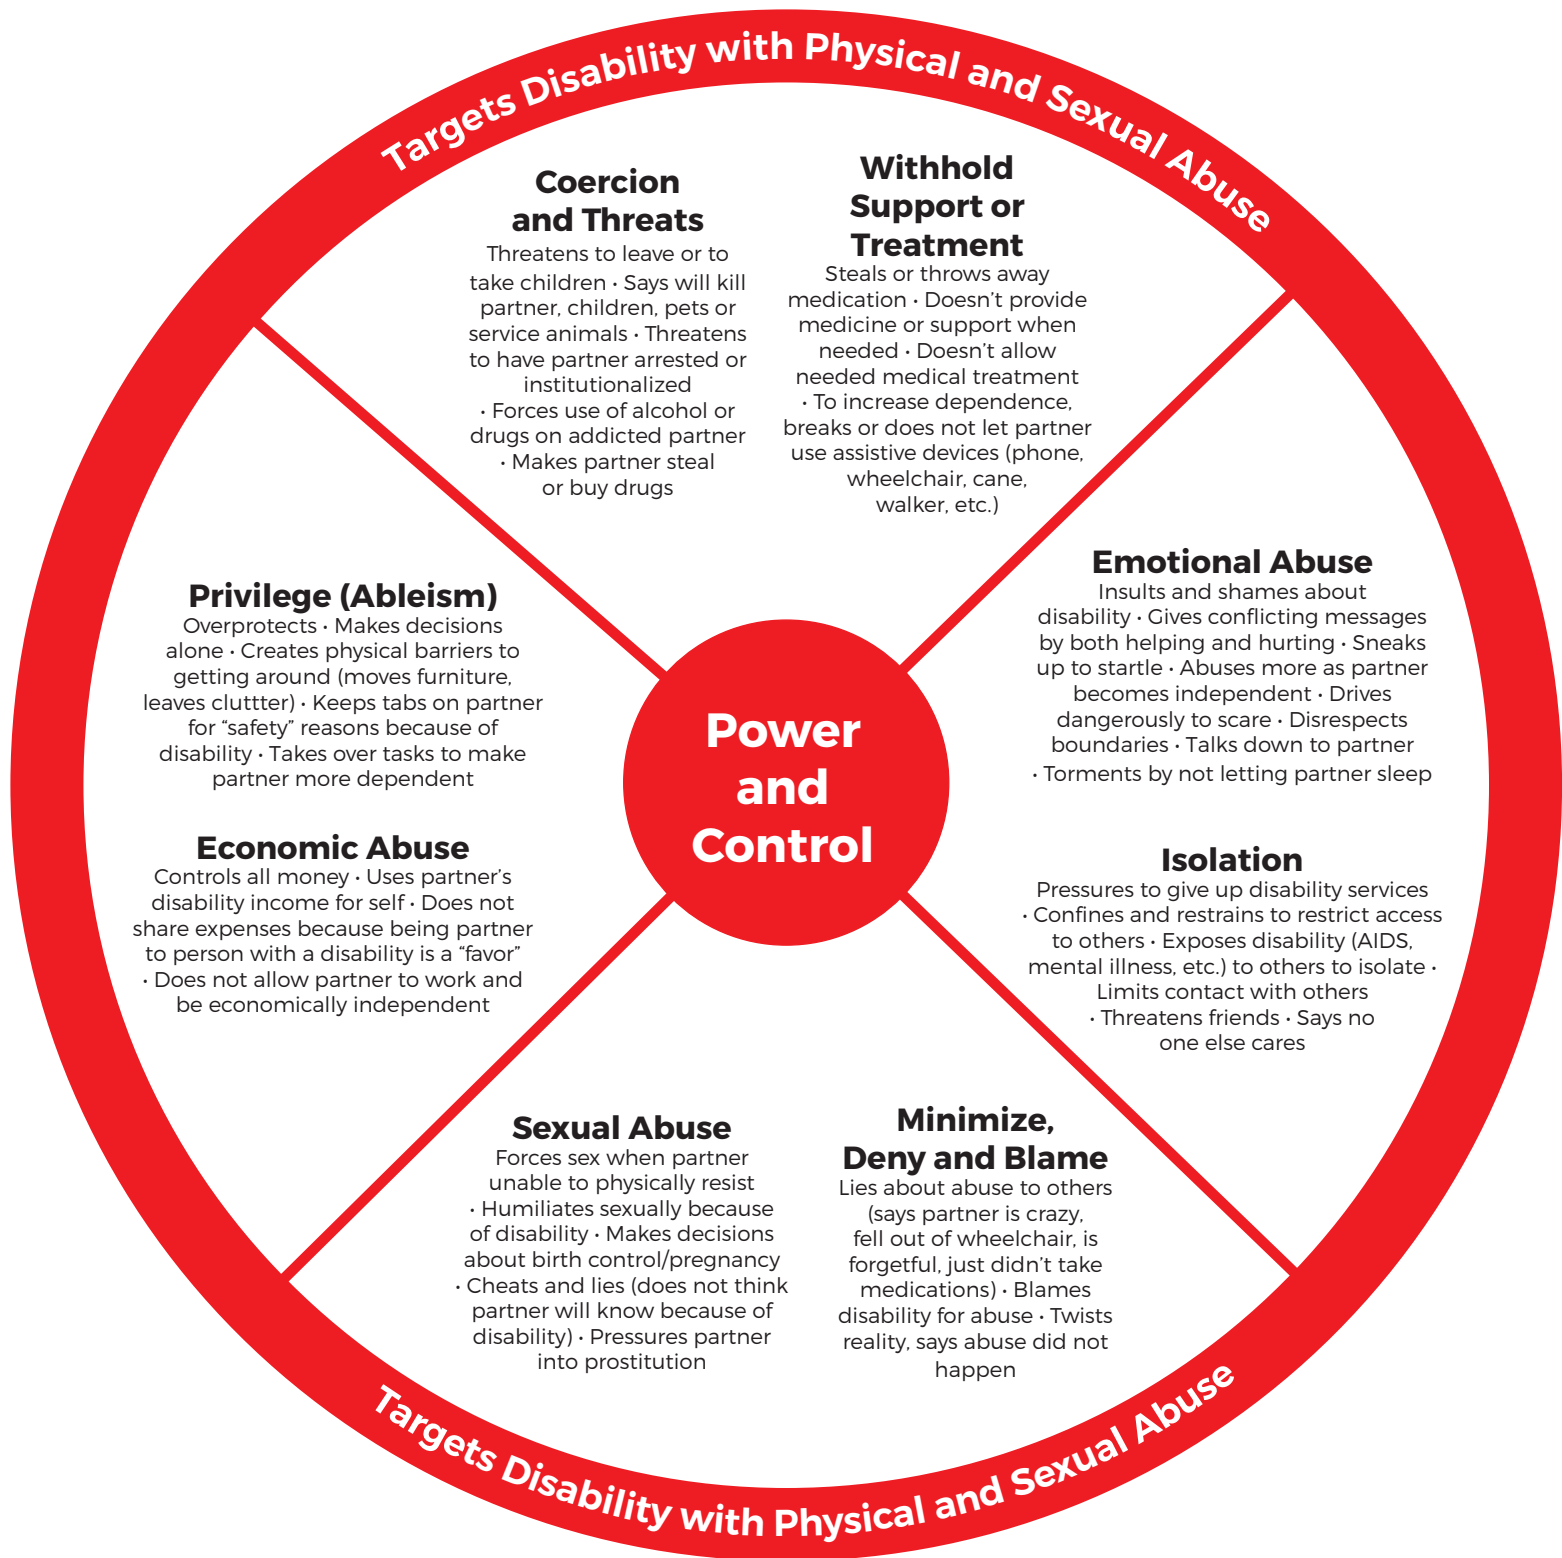 Targets Disability with Physical and Sexual Abuse
Coercion
and Threats
Threatens to leave or to
take children · Says will kill
partner, children, pets or
service animals · Threatens
to have partner arrested or
institutionalized
· Forces use of alcohol or
drugs on addicted partner
· Makes partner steal
or buy drugs
Withhold
Support or
Treatment
Steals or throws away
medication · Doesn’t provide
medicine or support when
needed · Doesn’t allow
needed medical treatment
· To increase dependence,
breaks or does not let partner
use assistive devices (phone,
wheelchair, cane,
walker, etc.)
Privilege (Ableism)
Overprotects · Makes decisions
alone · Creates physical barriers to
getting around (moves furniture,
leaves cluttter) · Keeps tabs on partner
for “safety” reasons because of
disability · Takes over tasks to make
partner more dependent
Emotional Abuse
Insults and shames about
disability · Gives conflicting messages
by both helping and hurting · Sneaks
up to startle · Abuses more as partner
becomes independent · Drives
dangerously to scare · Disrespects
boundaries · Talks down to partner
· Torments by not letting partner sleep
Power
and
Control
Economic Abuse
Controls all money · Uses partner’s
disability income for self · Does not
share expenses because being partner
to person with a disability is a “favor”
· Does not allow partner to work and
be economically independent
Isolation
Pressures to give up disability services
· Confines and restrains to restrict access
to others · Exposes disability (AIDS,
mental illness, etc.) to others to isolate ·
Limits contact with others
· Threatens friends · Says no
one else cares
Sexual Abuse
Forces sex when partner
unable to physically resist
· Humiliates sexually because
of disability · Makes decisions
about birth control/pregnancy
· Cheats and lies (does not think
partner will know because of
disability) · Pressures partner
into prostitution
Minimize,
Deny and Blame
Lies about abuse to others
(says partner is crazy,
fell out of wheelchair, is
forgetful, just didn’t take
medications) · Blames
disability for abuse · Twists
reality, says abuse did not
happen
Targets Disability with Physical and Sexual Abuse